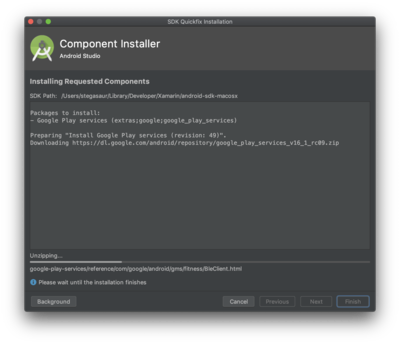 SDK Quickfix Installation
Component Installer
Android Studio
Installing Requested Components
SDK Path: /Users/stegasaur/Library/Developer/Xamarin/android-sdk-macosx
Packages to install:
- Google Play services (extras;google;google_play_services)
Preparing "Install Google Play services (revision: 49)".
Downloading https://dl.google.com/android/repository/google_play_services_v16_1_rc09.zip
Unzipping...
google-play-services/reference/com/google/android/gms/fitness/BleClient.html
Please wait until the installation finishes
Background
Cancel
Previous
Next
Finish